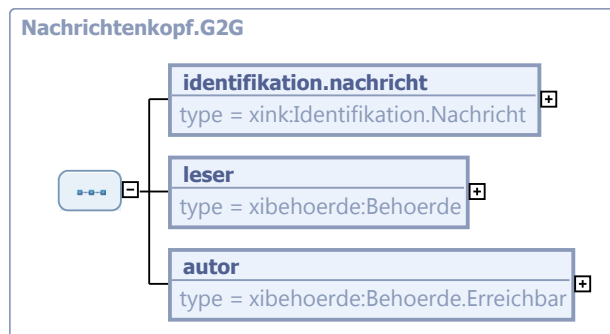 Nachrichtenkopf.G2G
identifikation.nachricht
type = xink:Identifikation.Nachricht
leser
type = xibehoerde:Behoerde
autor
type = xibehoerde:Behoerde.Erreichbar